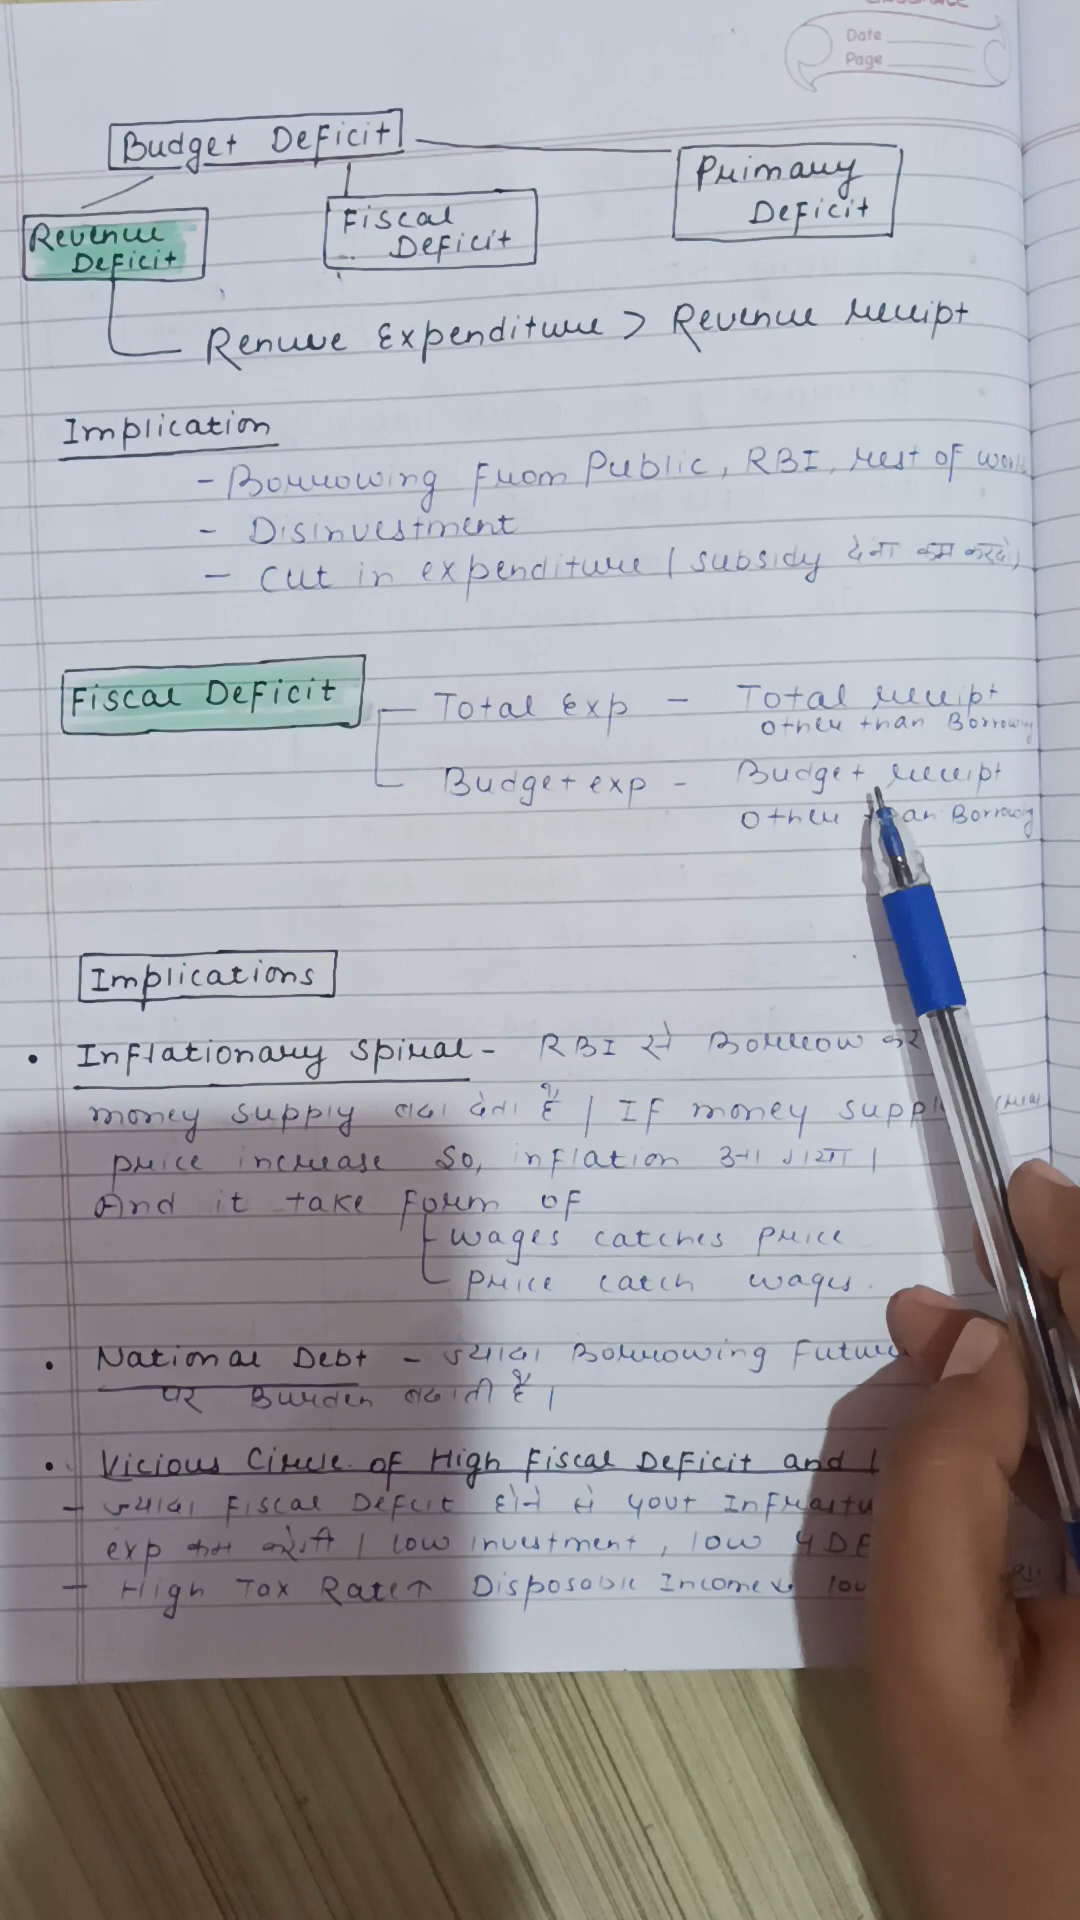 Date
Page
Budget Deficit
Primary
Deficit
Revenue
Deficit
Fiscal
Deficit
Renuve Expenditure > Revenue receipt
Implication
- Borrowing From Public, RBI, rest of
- Disinvestment
- cut in expenditure / subsidy देना कम करदो,
Fiscal Deficit
Total Exp - Total receipt
other than Borrowing
Budget exp - Budget receipt
other than Borrowing
Implications
• Inflationary spiral - RBI से Borrow कर
money supply बढा देता है | If money supply
price increase so, inflation आ जाएगा |
And it take form of
wages catches price
price catch wages.
• National Debt - ज्यादा Borrowing Future
पर Burden बढाती है |
• Vicious Circle of High Fiscal Deficit and
- ज्यादा Fiscal Deficit होने से govt
exp कम करेगी | low investment, low GDP
- High Tax Rate↑ Disposable Income↓